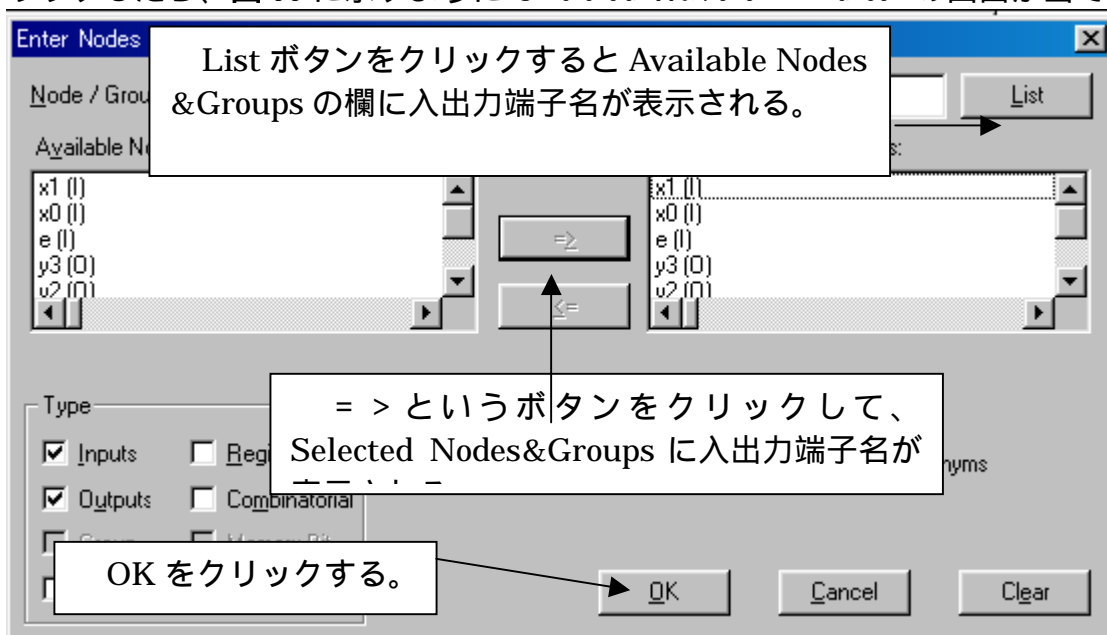 Enter Nodes
List ボタンをクリックすると Available Nodes
&Groups の欄に入出力端子名が表示される。
Node / Grou
List
Available No
s:
x1 (I)
x0 (I)
e (I)
y3 (O)
y2 (O)
=>
<=
x1 (I)
x0 (I)
e (I)
y3 (O)
y2 (O)
= > というボタンをクリックして、
Selected Nodes&Groups に入出力端子名が
Type
Inputs
Regi
nyms
Outputs
Combinatorial
OK をクリックする。
OK
Cancel
Clear